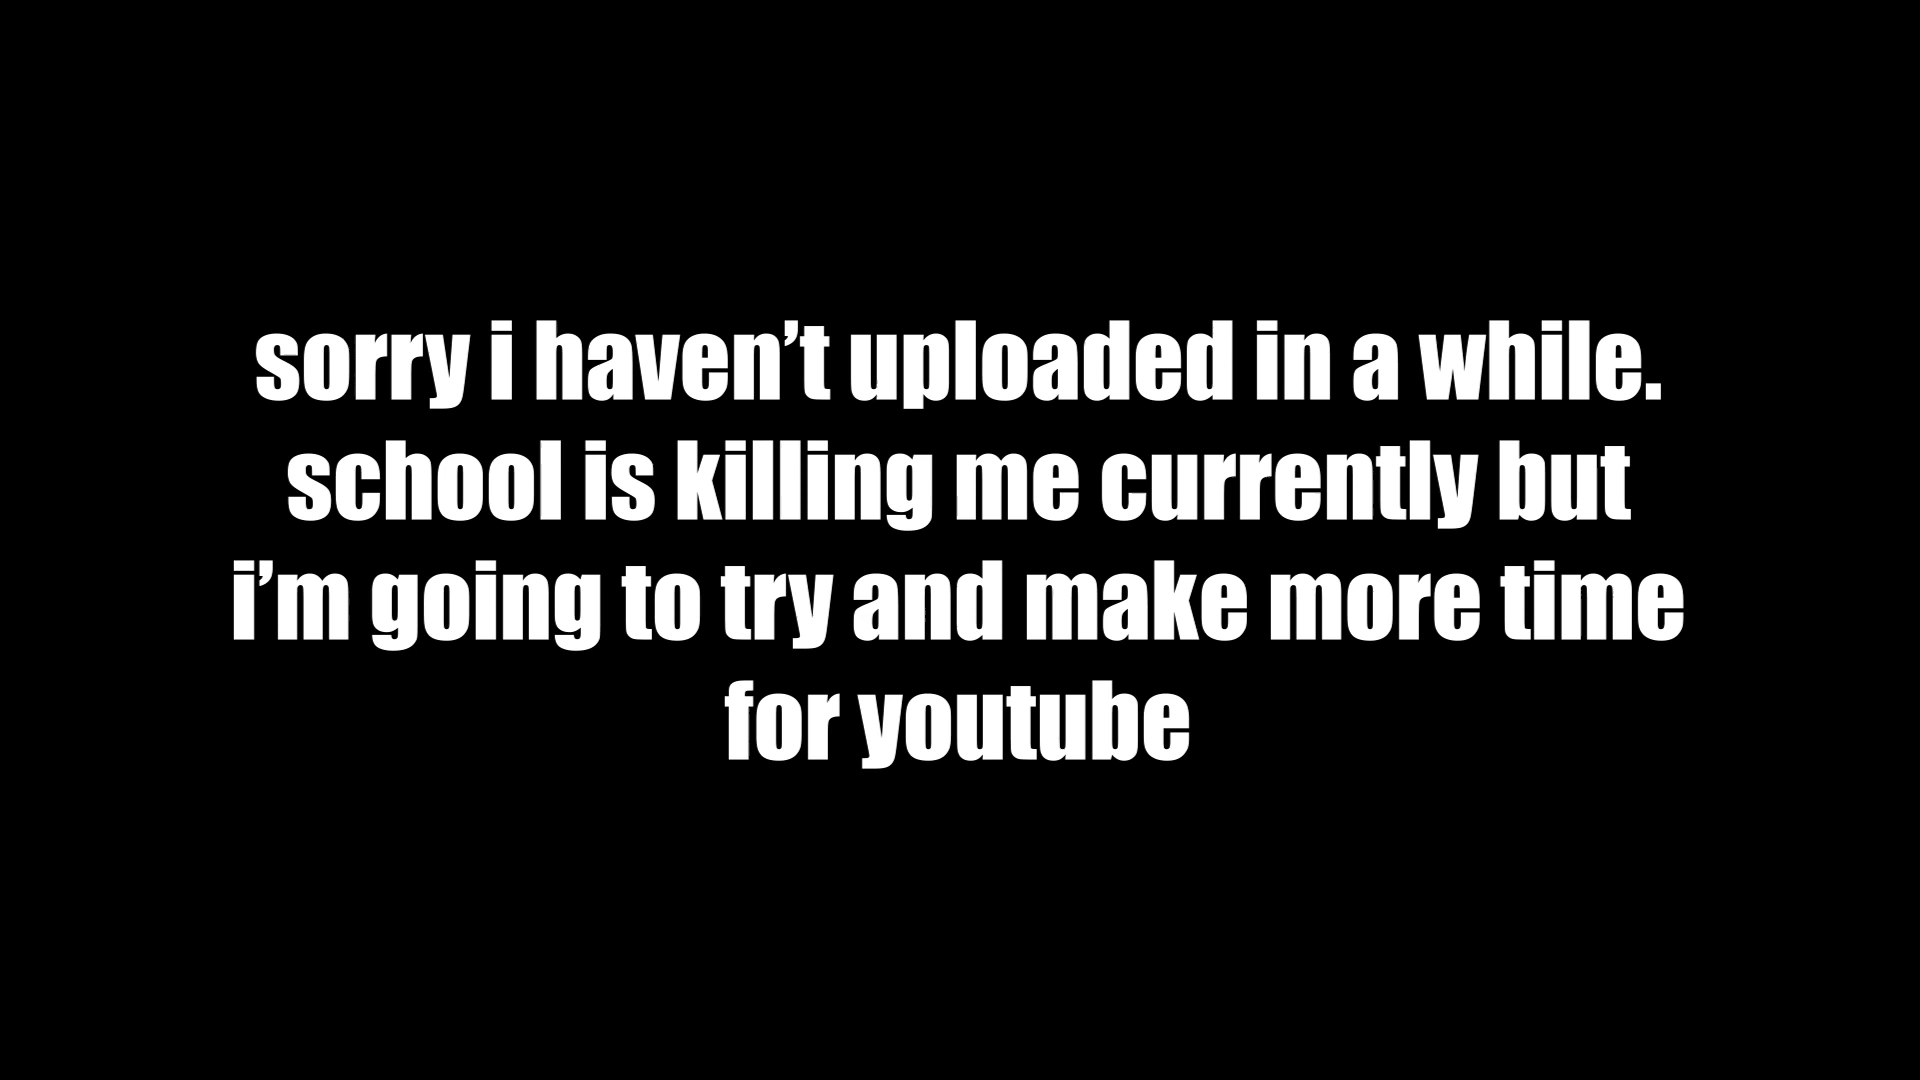 sorry i haven’t uploaded in a while.
school is killing me currently but
i’m going to try and make more time
for youtube